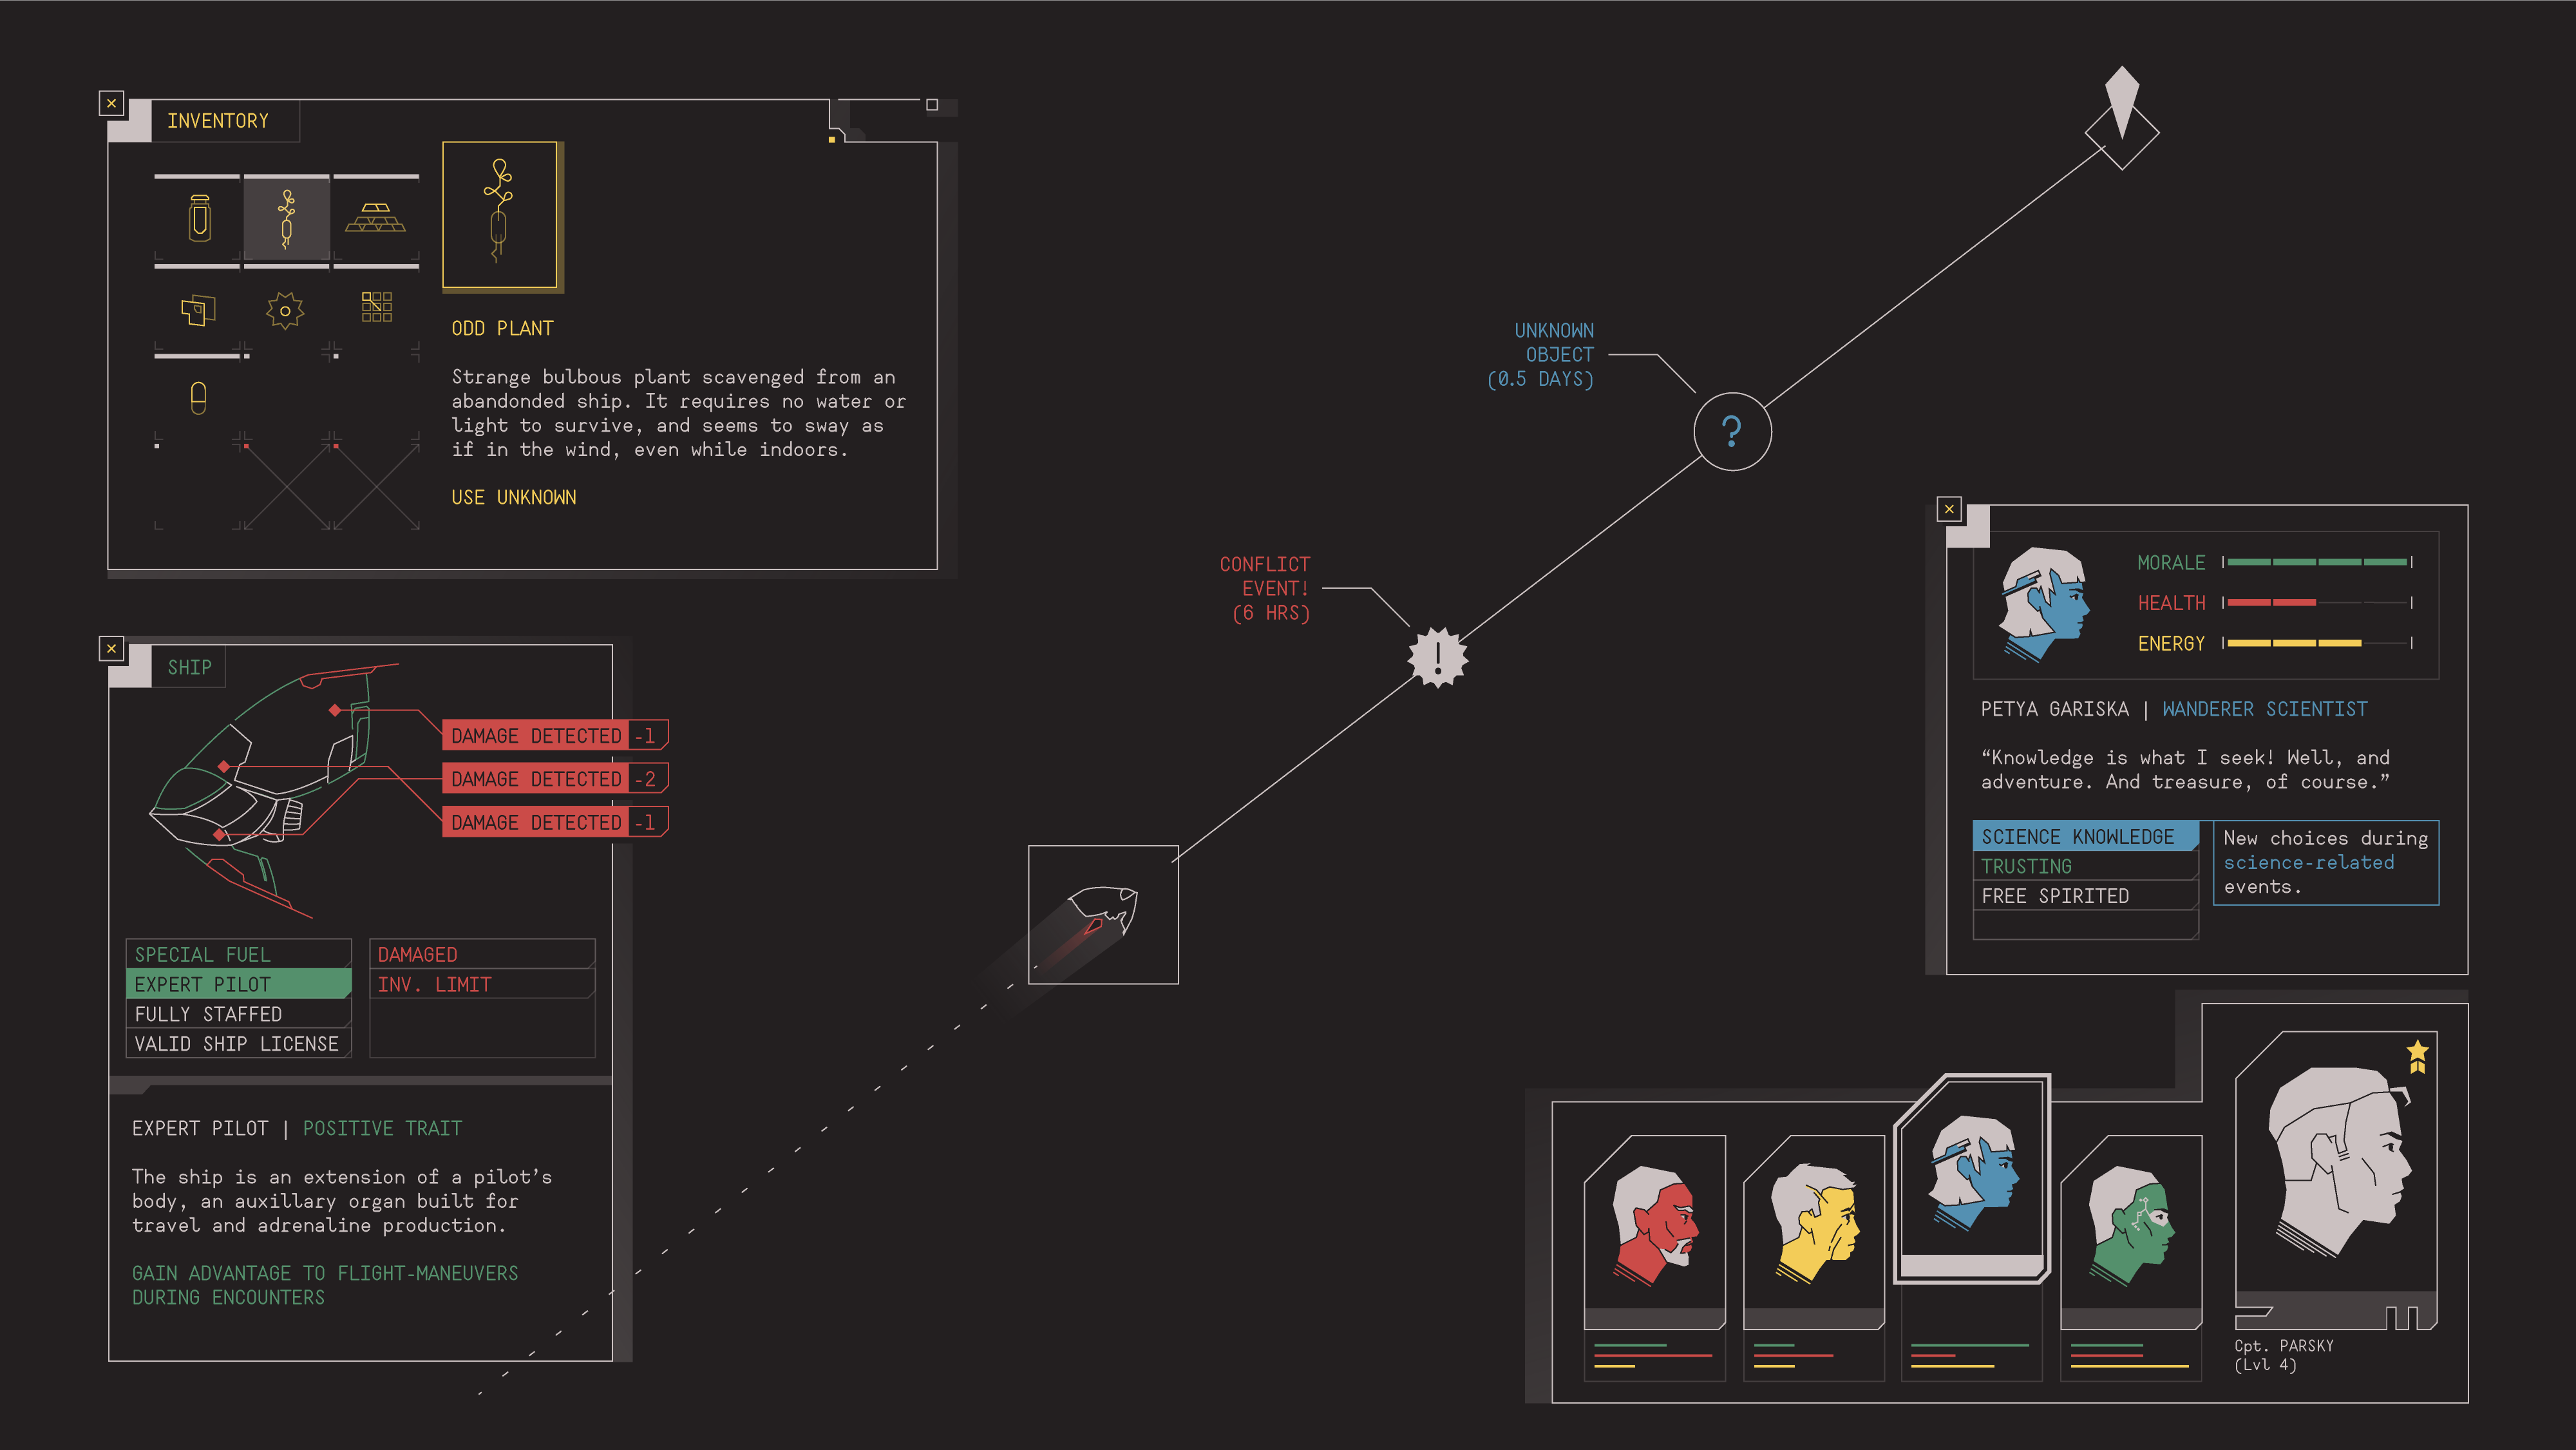 INVENTORY
ODD PLANT
Strange bulbous plant scavenged from an
abandonded ship. It requires no water or
light to survive, and seems to sway as
if in the wind, even while indoors.
USE UNKNOWN
SHIP
DAMAGE DETECTED -1
DAMAGE DETECTED -2
DAMAGE DETECTED -1
SPECIAL FUEL
EXPERT PILOT
FULLY STAFFED
VALID SHIP LICENSE
DAMAGED
INV. LIMIT
EXPERT PILOT | POSITIVE TRAIT
The ship is an extension of a pilot’s
body, an auxillary organ built for
travel and adrenaline production.
GAIN ADVANTAGE TO FLIGHT-MANEUVERS
DURING ENCOUNTERS
UNKNOWN
OBJECT
(0.5 DAYS)
?
CONFLICT
EVENT!
(6 HRS)
!
MORALE
HEALTH
ENERGY
PETYA GARISKA | WANDERER SCIENTIST
“Knowledge is what I seek! Well, and
adventure. And treasure, of course.”
SCIENCE KNOWLEDGE
TRUSTING
FREE SPIRITED
New choices during
science-related
events.
Cpt. PARSKY
(Lvl 4)